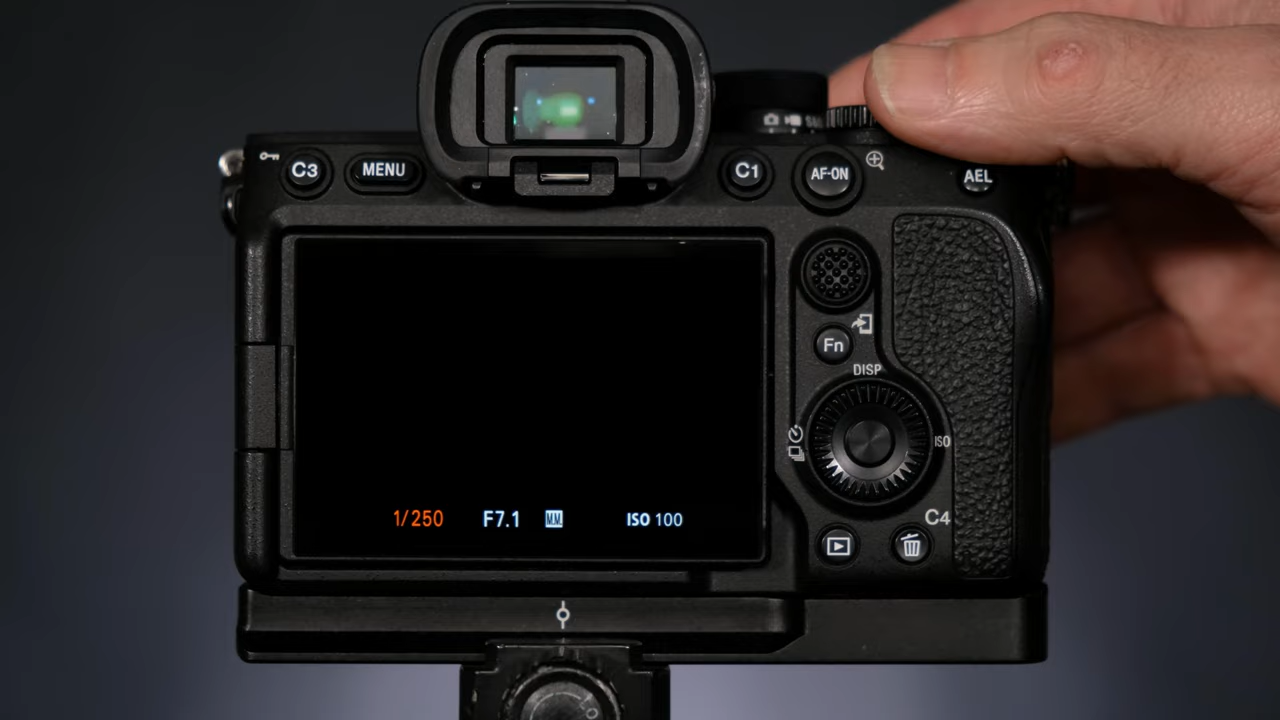 C3 MENU C1 AF-ON AEL
Fn
DISP
ISO
1/250 F7.1 M.M. ISO 100
C4